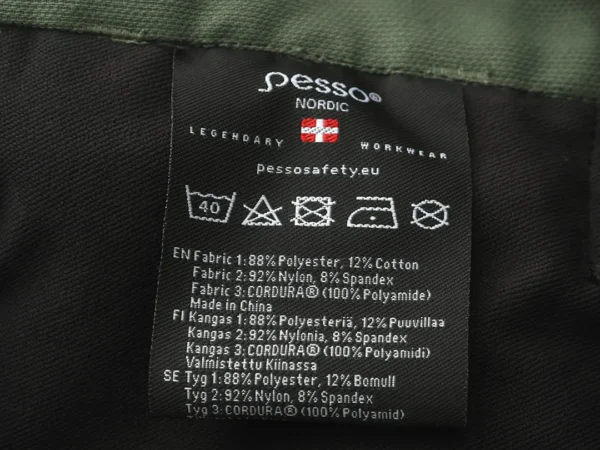 pesso®
NORDIC
LEGENDARY WORKWEAR
pessosafety.eu
40
EN Fabric 1:88% Polyester, 12% Cotton
Fabric 2:92% Nylon, 8% Spandex
Fabric 3: CORDURA® (100% Polyamide)
Made in China
FI Kangas 1:88% Polyesteriä, 12% Puuvillaa
Kangas 2:92% Nylonia, 8% Spandex
Kangas 3: CORDURA® (100% Polyamidi)
Valmistettu Kiinassa
SE Tyg 1:88% Polyester, 12% Bomull
Tyg 2:92% Nylon, 8% Spandex
Tyg 3: CORDURA® (100% Polyamid)